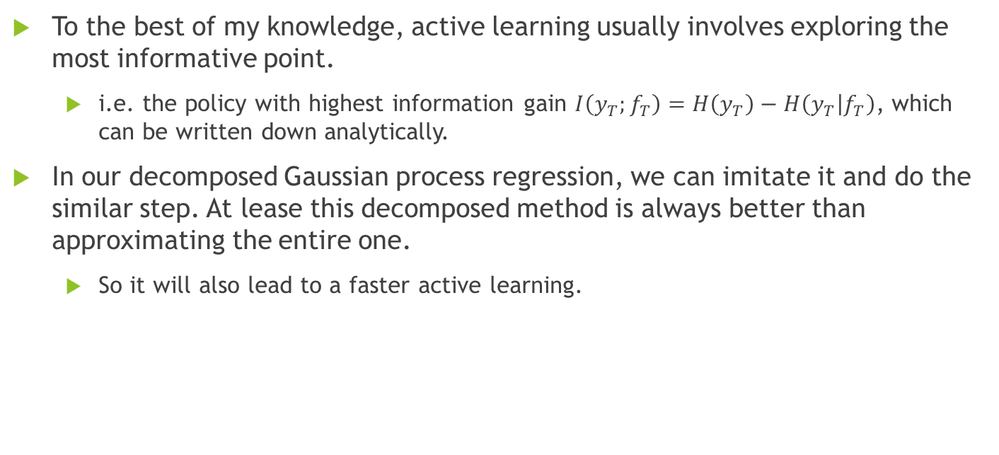 To the best of my knowledge, active learning usually involves exploring the
most informative point.
i.e. the policy with highest information gain I(y_T; f_T) = H(y_T) − H(y_T|f_T), which
can be written down analytically.
In our decomposed Gaussian process regression, we can imitate it and do the
similar step. At lease this decomposed method is always better than
approximating the entire one.
So it will also lead to a faster active learning.